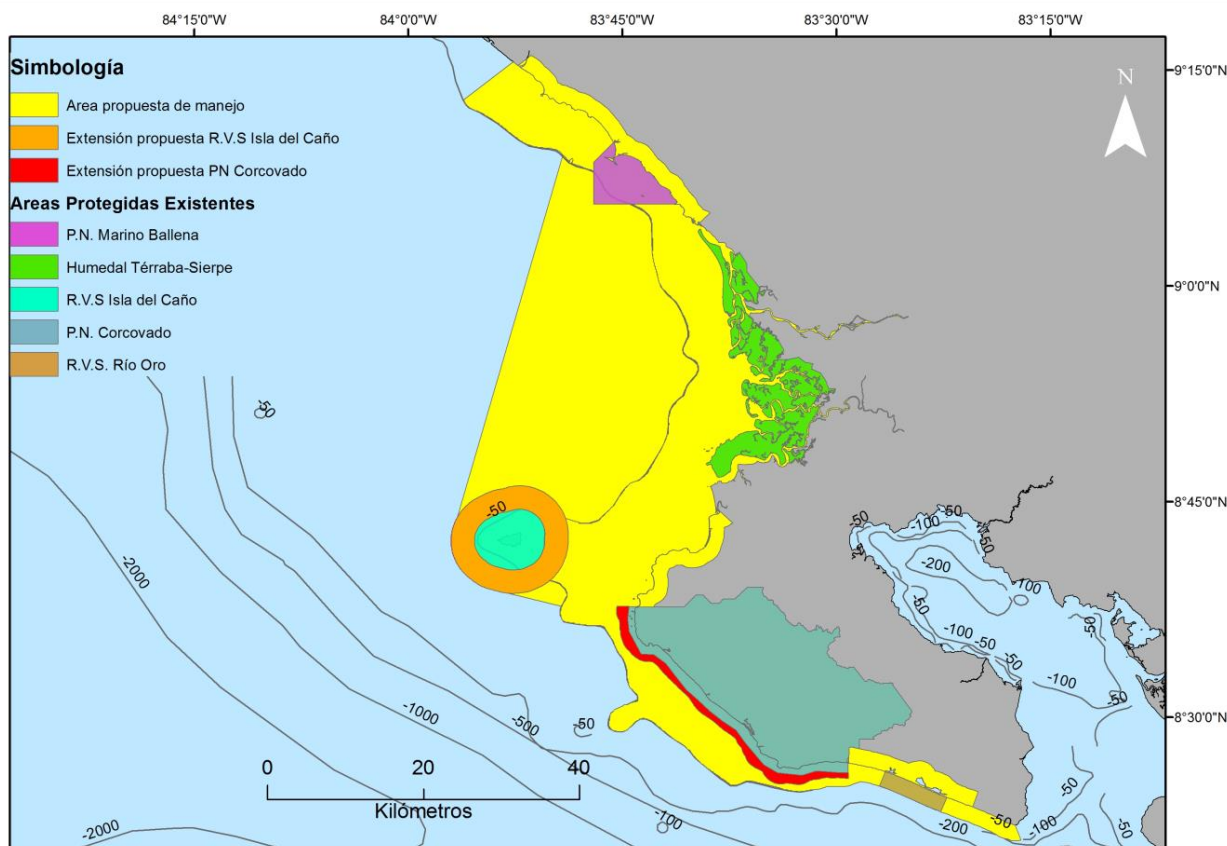 84°15'0"W
84°0'0"W
83°45'0"W
83°30'0"W
83°15'0"W
Simbología
Area propuesta de manejo
Extensión propuesta R.V.S Isla del Caño
Extensión propuesta PN Corcovado
Areas Protegidas Existentes
P.N. Marino Ballena
Humedal Térraba-Sierpe
R.V.S Isla del Caño
P.N. Corcovado
R.V.S. Río Oro
N
9°15'0"N
9°0'0"N
8°45'0"N
8°30'0"N
-50
-50
-50
-100
-50
-50
-200
-100
-50
-50
-100
-50
-50
-100
-50
-2000
-1000
-500
-50
0
20
40
Kilómetros
-2000
-100
-200
-50
-100
-50
-50